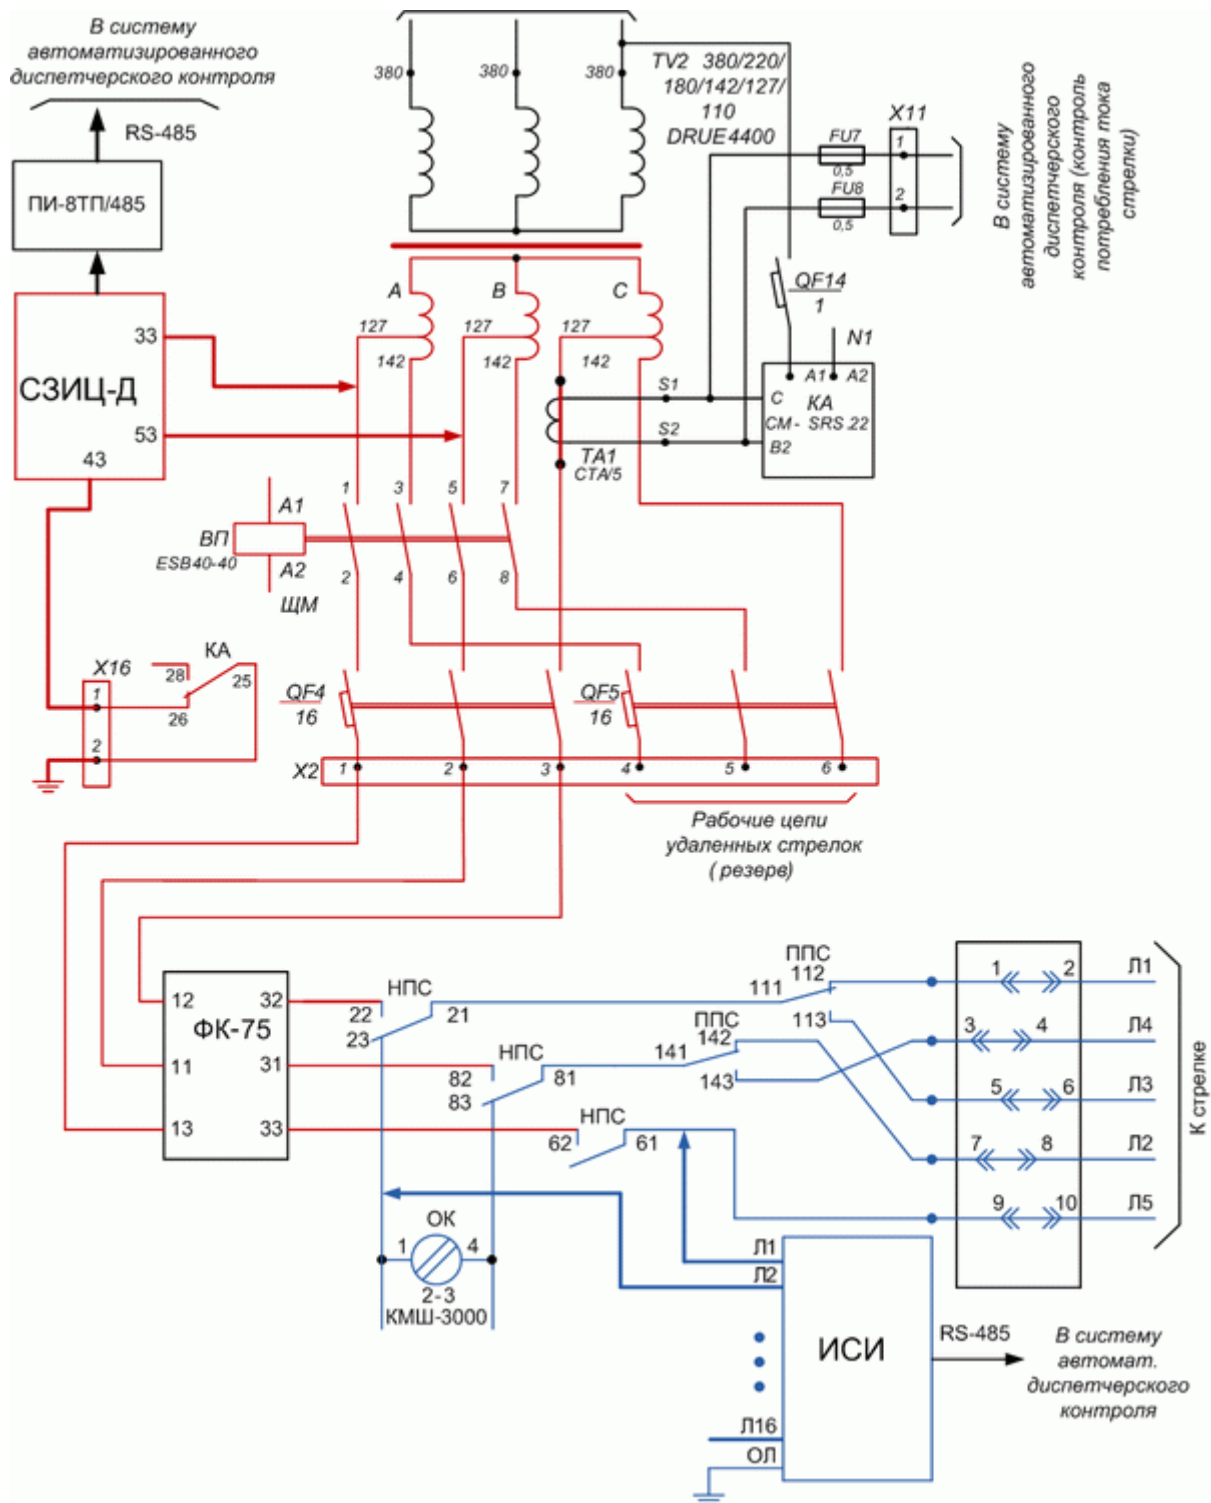 В систему
автоматизированного
диспетчерского контроля
RS-485
ПИ-8ТП/485
СЗИЦ-Д
33
53
43
380
380
380
TV2 380/220/
180/142/127/
110
DRUE4400
FU7
0,5
FU8
0,5
X11
1
2
В систему
автоматизированного
диспетчерского
контроля (контроль
потребления тока
стрелки)
A
B
C
127
127
127
142
142
142
QF14
1
N1
A1
A2
C
КА
СМ- SRS.22
B2
S1
S2
ТА1
СТА/5
1
3
5
7
A1
ВП
ESB40-40
A2
ЩМ
2
4
6
8
X16
1
2
КА
28
25
26
QF4
16
QF5
16
X2
1
2
3
4
5
6
Рабочие цепи
удаленных стрелок
( резерв)
12
32
ФК-75
11
31
13
33
НПС
22
21
23
НПС
82
81
83
НПС
62
61
ППС
112
111
113
ППС
142
141
143
1
2
Л1
3
4
Л4
5
6
Л3
7
8
Л2
9
10
Л5
К стрелке
ОК
1
4
2-3
КМШ-3000
Л1
Л2
ИСИ
Л16
ОЛ
RS-485
В систему
автомат.
диспетчерского
контроля